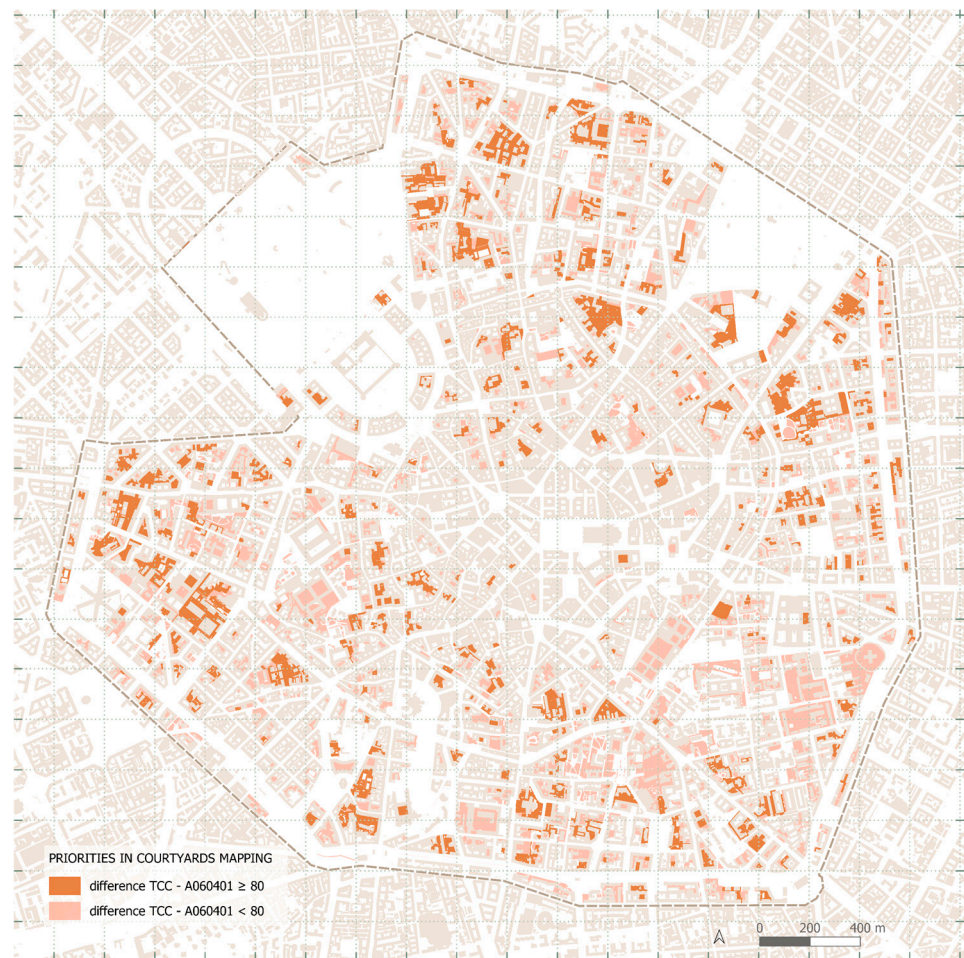 PRIORITIES IN COURTYARDS MAPPING
difference TCC - A060401 ≥ 80
difference TCC - A060401 < 80
0 200 400 m